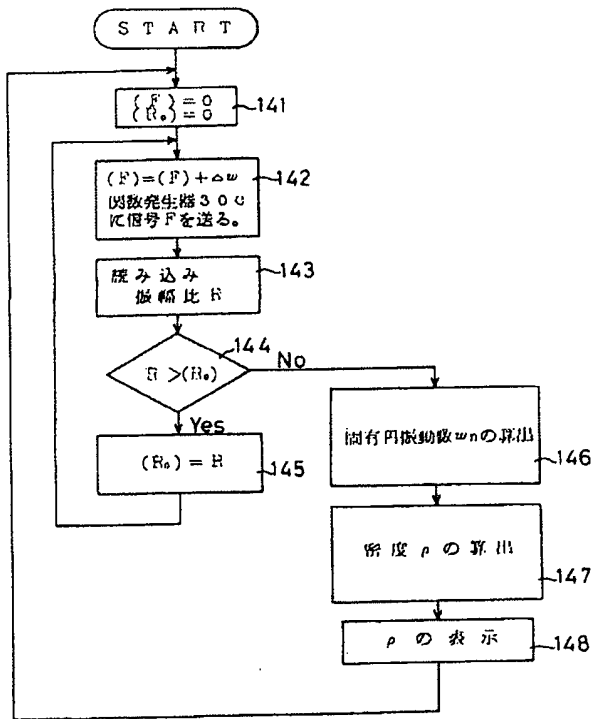 START
(F)=0
(R₀)=0
141
(F)=(F)+△w
関数発生器30c
に信号Fを送る。
142
読み込み
振幅比R
143
R>(R₀)
144
No
Yes
(R₀)=R
145
固有円振動数wnの算出
146
密度ρの算出
147
ρの表示
148